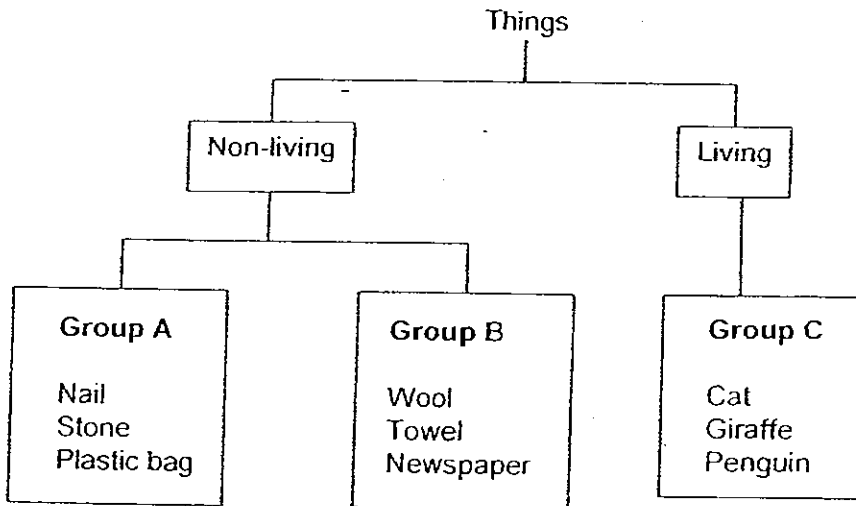 Things
Non-living
Living
Group A
Nail
Stone
Plastic bag
Group B
Wool
Towel
Newspaper
Group C
Cat
Giraffe
Penguin